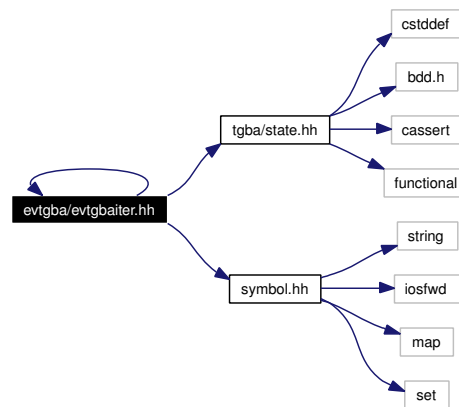 cstddef
bdd.h
tgba/state.hh
cassert
functional
evtgba/evtgbaiter.hh
string
symbol.hh
iosfwd
map
set